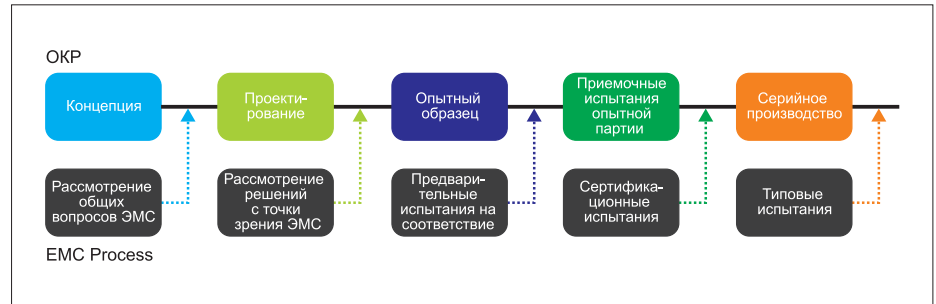 ОКР
Концепция
Проекти-
рование
Опытный
образец
Приемочные
испытания
опытной
партии
Серийное
производство
Рассмотрение
общих
вопросов ЭМС
Рассмотрение
решений
с точки
зрения ЭМС
Предвари-
тельные
испытания на
соответствие
Сертифика-
ционные
испытания
Типовые
испытания
EMC Process